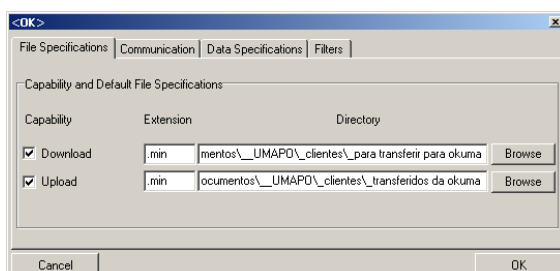 <OK>
File Specifications Communication Data Specifications Filters
Capability and Default File Specifications
Capability Extension Directory
Download .min mentos\__UMAPO\_clientes\_para transferir para okuma Browse
Upload .min ocumentos\__UMAPO\_clientes\_transferidos da okuma Browse
Cancel OK